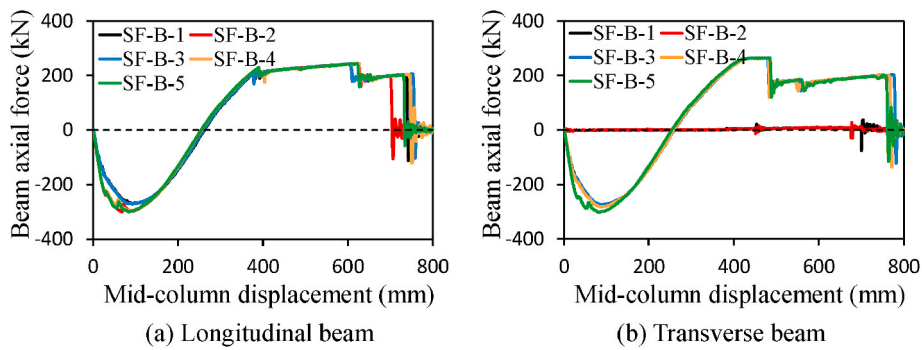 Beam axial force (kN)
400
200
0
-200
-400
SF-B-1 SF-B-2
SF-B-3 SF-B-4
SF-B-5
0 200 400 600 800
Mid-column displacement (mm)
(a) Longitudinal beam
Beam axial force (kN)
400
200
0
-200
-400
SF-B-1 SF-B-2
SF-B-3 SF-B-4
SF-B-5
0 200 400 600 800
Mid-column displacement (mm)
(b) Transverse beam